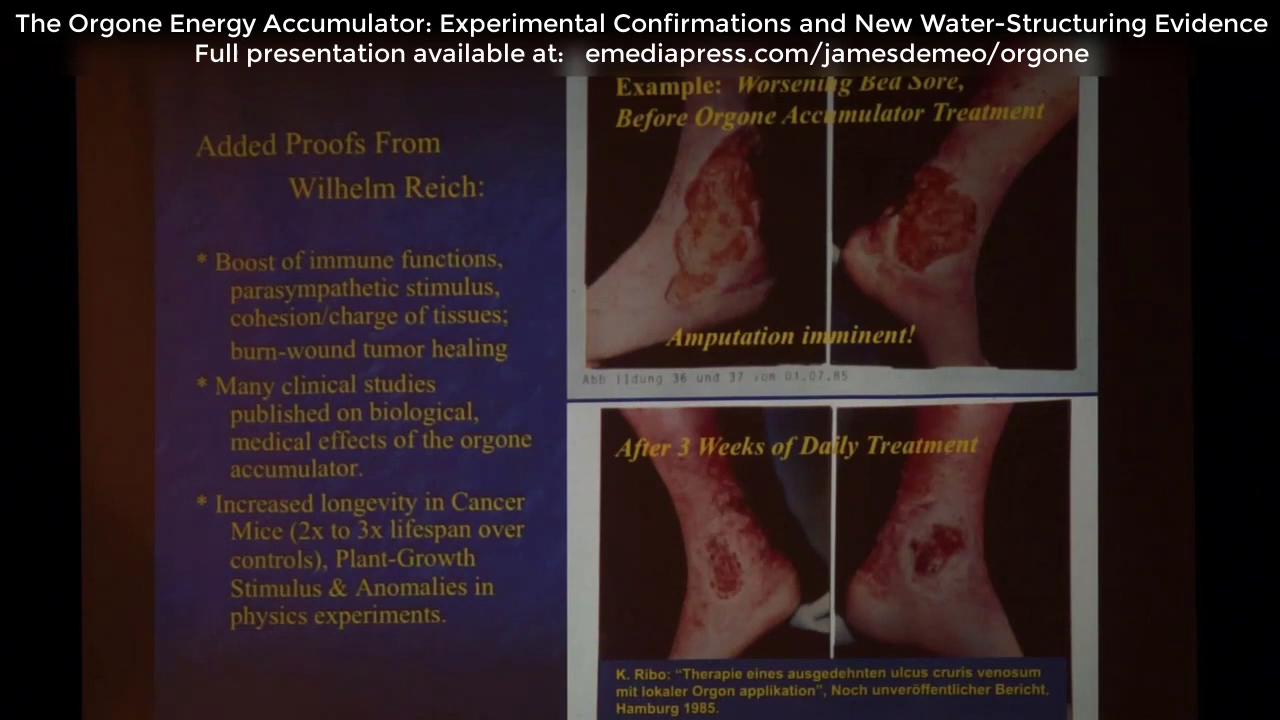 The Orgone Energy Accumulator: Experimental Confirmations and New Water-Structuring Evidence
Full presentation available at: emediapress.com/jamesdemeo/orgone
Added Proofs From
Wilhelm Reich:
* Boost of immune functions,
parasympathetic stimulus,
cohesion/charge of tissues;
burn-wound tumor healing
* Many clinical studies
published on biological,
medical effects of the orgone
accumulator.
* Increased longevity in Cancer
Mice (2x to 3x lifespan over
controls), Plant-Growth
Stimulus & Anomalies in
physics experiments.
Example: Worsening Bed Sore,
Before Orgone Accumulator Treatment
Amputation imminent!
Abb ildung 36 und 37 vom 01.07.85
After 3 Weeks of Daily Treatment
K. Ribo: “Therapie eines ausgedehnten ulcus cruris venosum
mit lokaler Orgon applikation”, Noch unveröffentlicher Bericht,
Hamburg 1985.